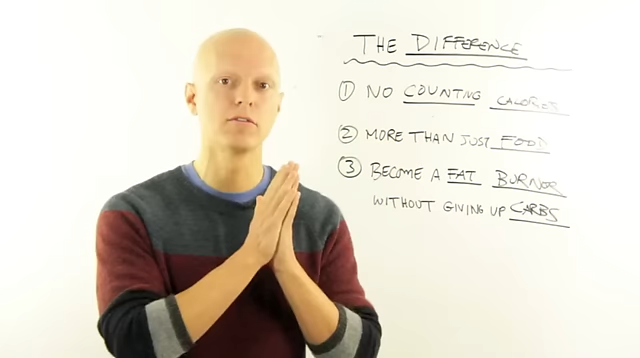 THE DIFFERENCE
① NO COUNTING CALORIES
② MORE THAN JUST FOOD
③ BECOME A FAT BURNER
WITHOUT GIVING UP CARBS